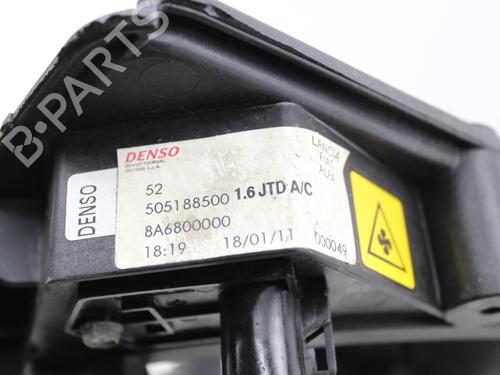 B-PARTS
DENSO
DENSO
DENSO THERMAL
SYSTEMS S.p.A.
LANCIA
FIAT
ALFA
52
505188500 1.6 JTD A/C
8A6800000
18:19 18/01/11 000049